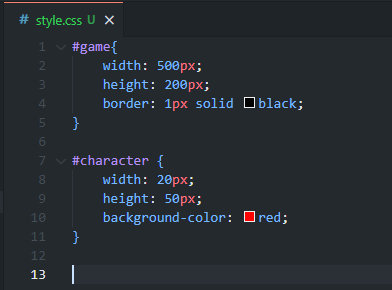 # style.css U ×
1 #game{
2     width: 500px;
3     height: 200px;
4     border: 1px solid black;
5 }
6
7 #character {
8     width: 20px;
9     height: 50px;
10     background-color: red;
11 }
12
13